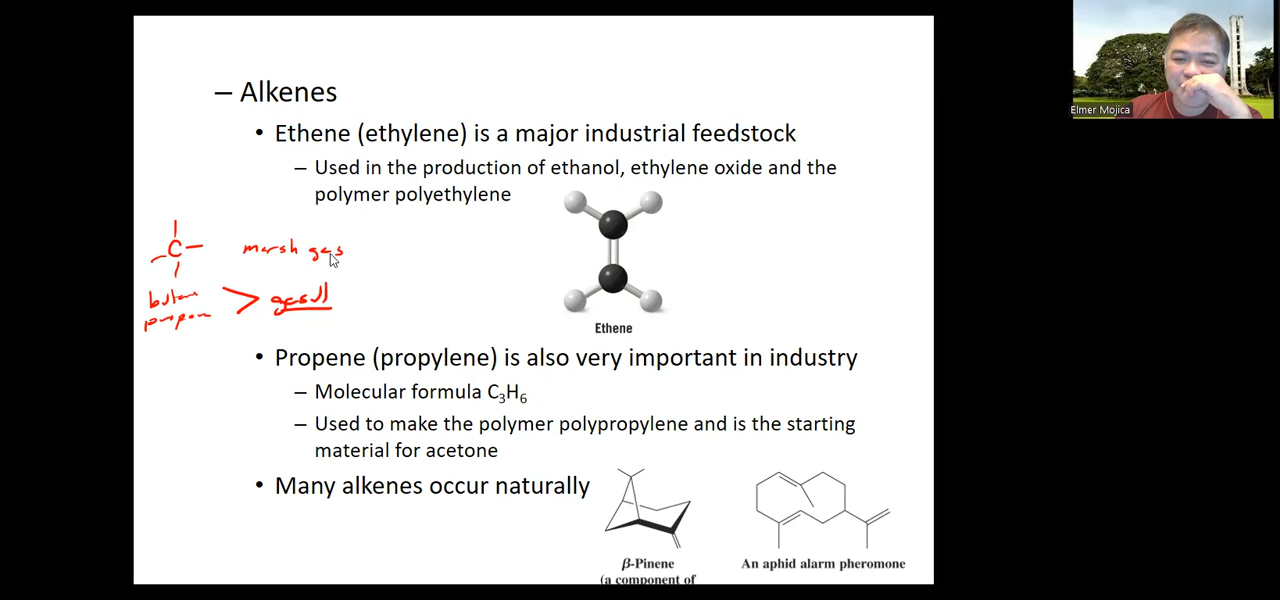 – Alkenes
• Ethene (ethylene) is a major industrial feedstock
– Used in the production of ethanol, ethylene oxide and the
polymer polyethylene
C
marsh gas
butane
propane
Ethene
• Propene (propylene) is also very important in industry
– Molecular formula C₃H₆
– Used to make the polymer polypropylene and is the starting
material for acetone
• Many alkenes occur naturally
β-Pinene
(a component of
An aphid alarm pheromone
Elmer Mojica